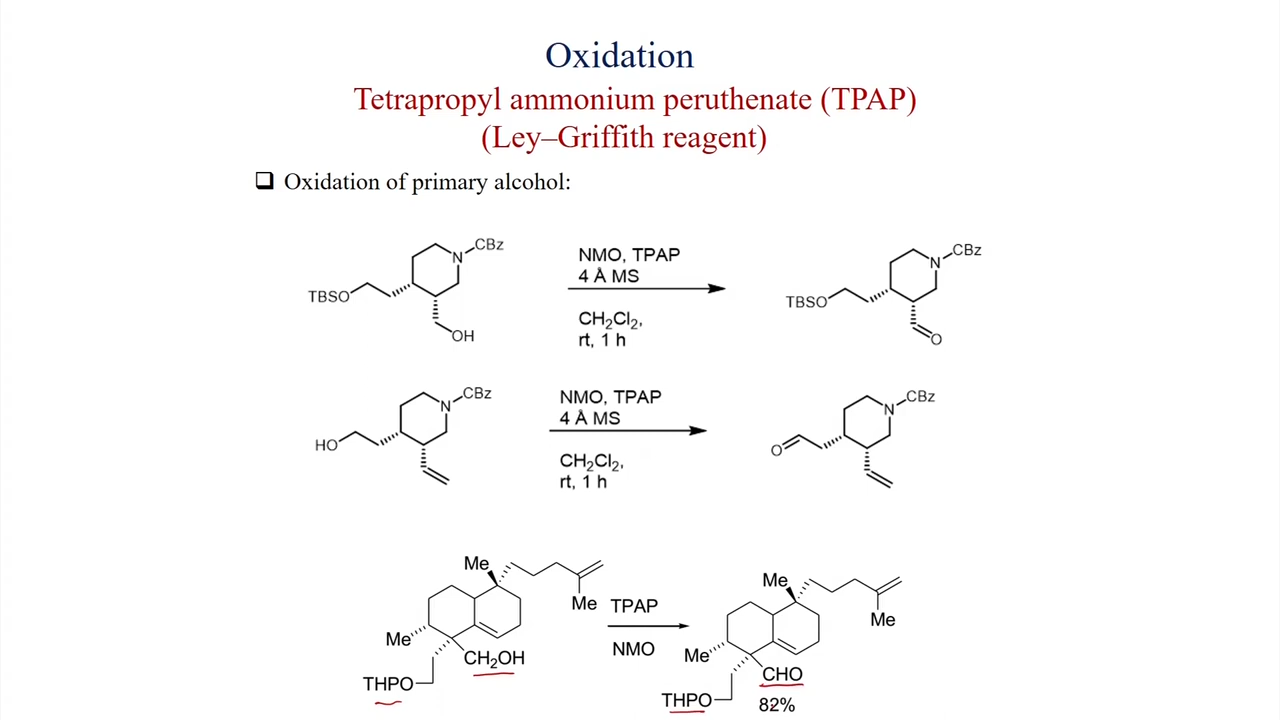 Oxidation
Tetrapropyl ammonium peruthenate (TPAP)
(Ley–Griffith reagent)
❑ Oxidation of primary alcohol:
N CBz
TBSO
OH
NMO, TPAP
4 Å MS
CH₂Cl₂,
rt, 1 h
N CBz
TBSO
O
N CBz
HO
NMO, TPAP
4 Å MS
CH₂Cl₂,
rt, 1 h
N CBz
O
Me
Me
Me
CH₂OH
THPO
TPAP
NMO
Me
Me
Me
CHO
THPO
82%